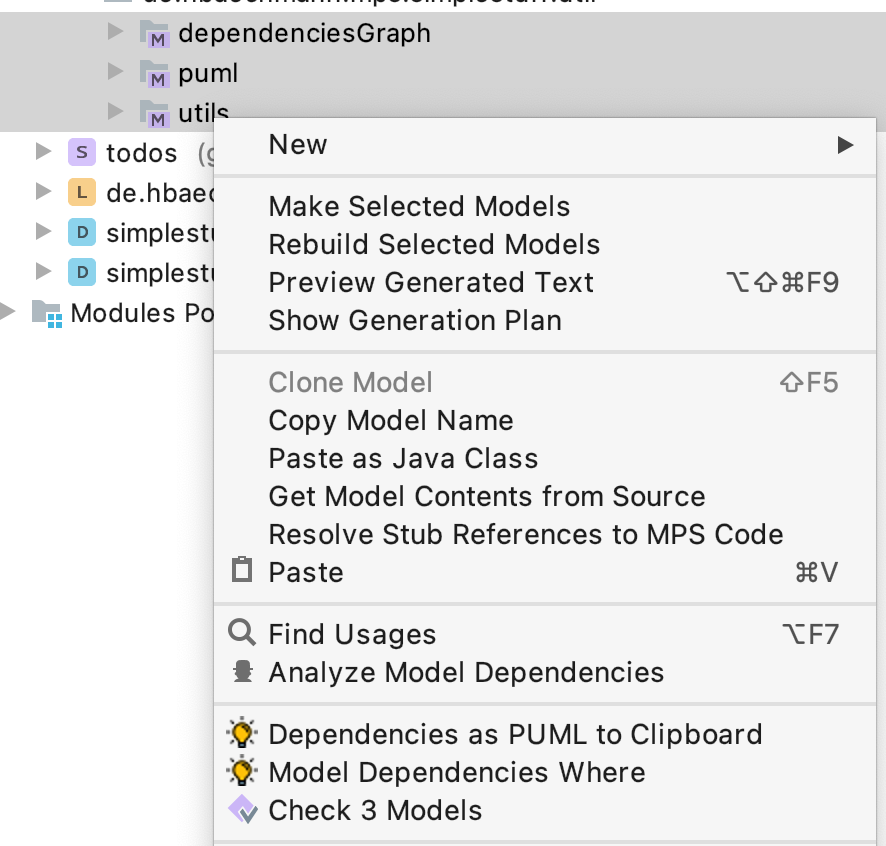 dependenciesGraph
puml
utils
todos (g
de.hbaec
simplestu
simplestu
Modules Po
New
Make Selected Models
Rebuild Selected Models
Preview Generated Text ⌥⇧⌘F9
Show Generation Plan
Clone Model ⇧F5
Copy Model Name
Paste as Java Class
Get Model Contents from Source
Resolve Stub References to MPS Code
Paste ⌘V
Find Usages ⌥F7
Analyze Model Dependencies
Dependencies as PUML to Clipboard
Model Dependencies Where
Check 3 Models